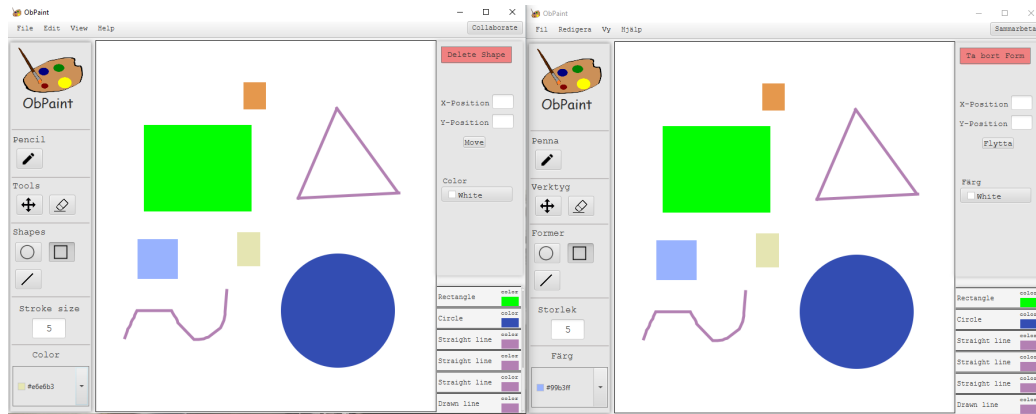 ObPaint
File Edit View Help
Collaborate
ObPaint
Pencil
Tools
Shapes
Stroke size
5
Color
#e6e6b3
Delete Shape
X-Position
Y-Position
Move
Color
White
Rectangle color
Circle color
Straight line color
Straight line color
Straight line color
Drawn line color
ObPaint
Fil Redigera Vy Hjälp
Sammarbeta
ObPaint
Penna
Verktyg
Former
Storlek
5
Färg
#99b3ff
Ta bort Form
X-Position
Y-Position
Flytta
Färg
White
Rectangle color
Circle color
Straight line color
Straight line color
Straight line color
Drawn line color